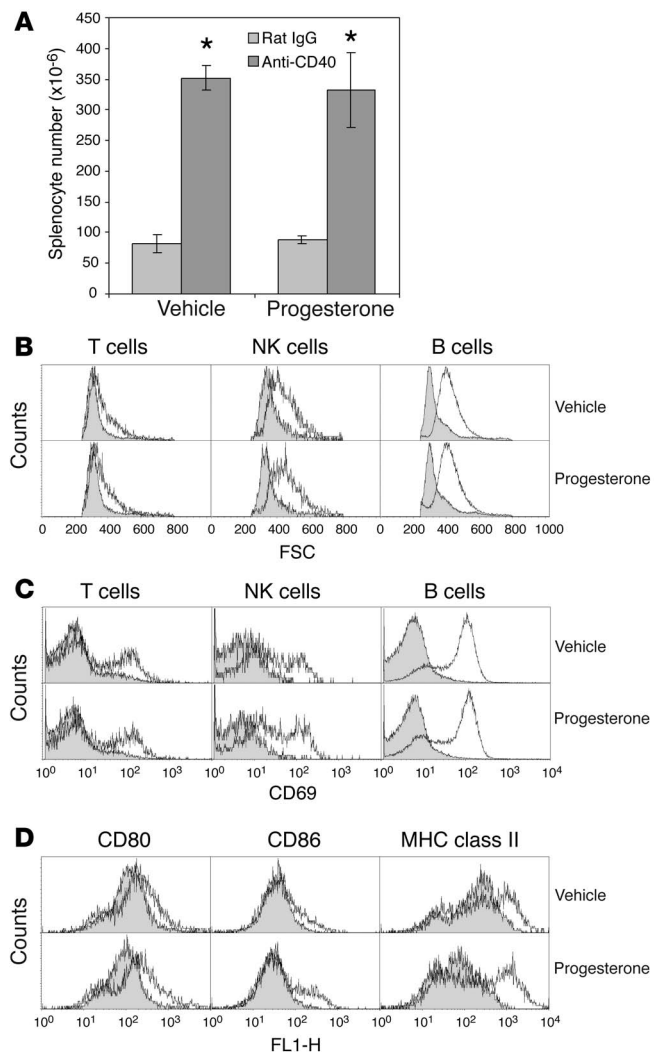 A
Splenocyte number (x10-6)
450
400
350
300
250
200
150
100
50
0
Rat IgG
Anti-CD40
*
*
Vehicle
Progesterone
B
T cells
NK cells
B cells
Counts
Vehicle
Progesterone
0 200 400 600 800
200 400 600 800
0 200 400 600 800 1000
FSC
C
T cells
NK cells
B cells
Counts
Vehicle
Progesterone
100 101 102 103
100 101 102 103
100 101 102 103 104
CD69
D
CD80
CD86
MHC class II
Counts
Vehicle
Progesterone
100 101 102 103
100 101 102 103
100 101 102 103 104
FL1-H